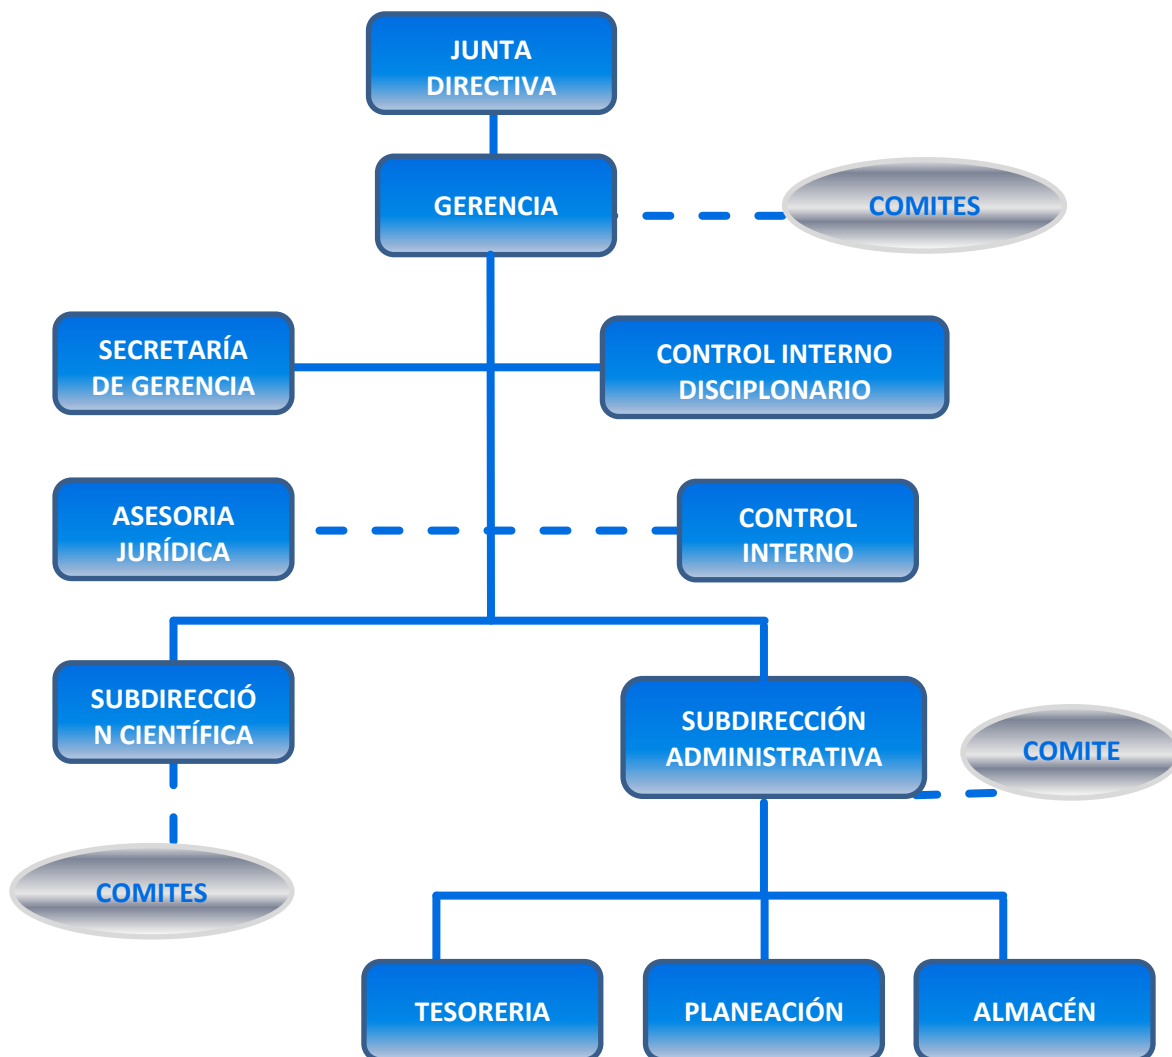 JUNTA
DIRECTIVA
GERENCIA
COMITES
SECRETARÍA
DE GERENCIA
CONTROL INTERNO
DISCIPLONARIO
ASESORIA
JURÍDICA
CONTROL
INTERNO
SUBDIRECCIÓ
N CIENTÍFICA
SUBDIRECCIÓN
ADMINISTRATIVA
COMITE
COMITES
TESORERIA
PLANEACIÓN
ALMACÉN